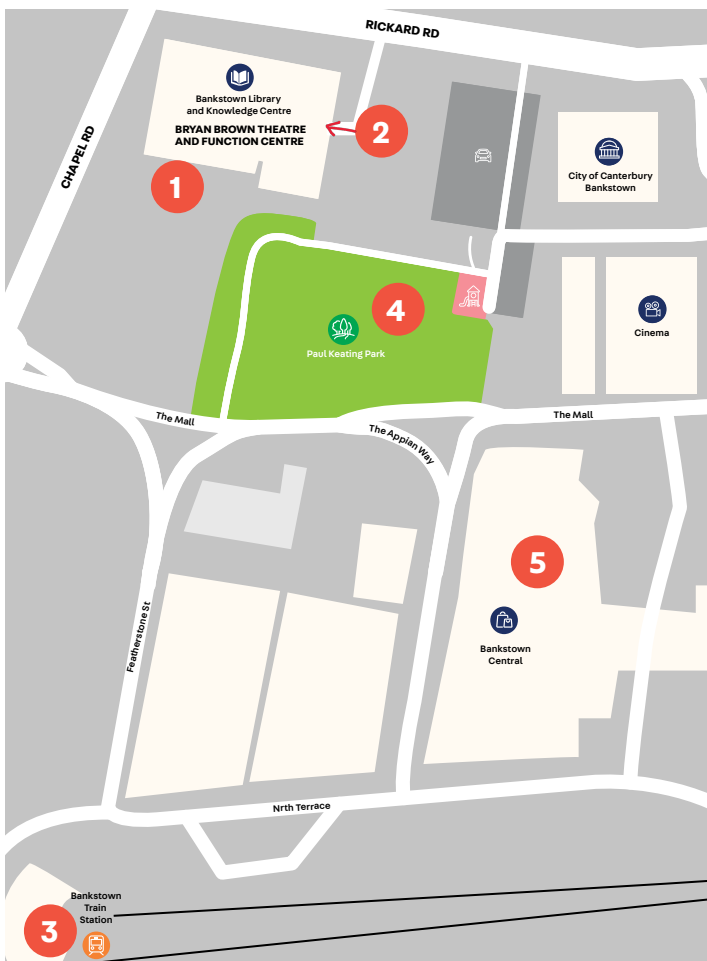 RICKARD RD
CHAPEL RD
Bankstown Library
and Knowledge Centre
BRYAN BROWN THEATRE
AND FUNCTION CENTRE
2
1
City of Canterbury
Bankstown
4
Paul Keating Park
Cinema
The Mall
The Appian Way
The Mall
5
Featherstone St
Bankstown
Central
Nrth Terrace
Bankstown
Train
Station
3